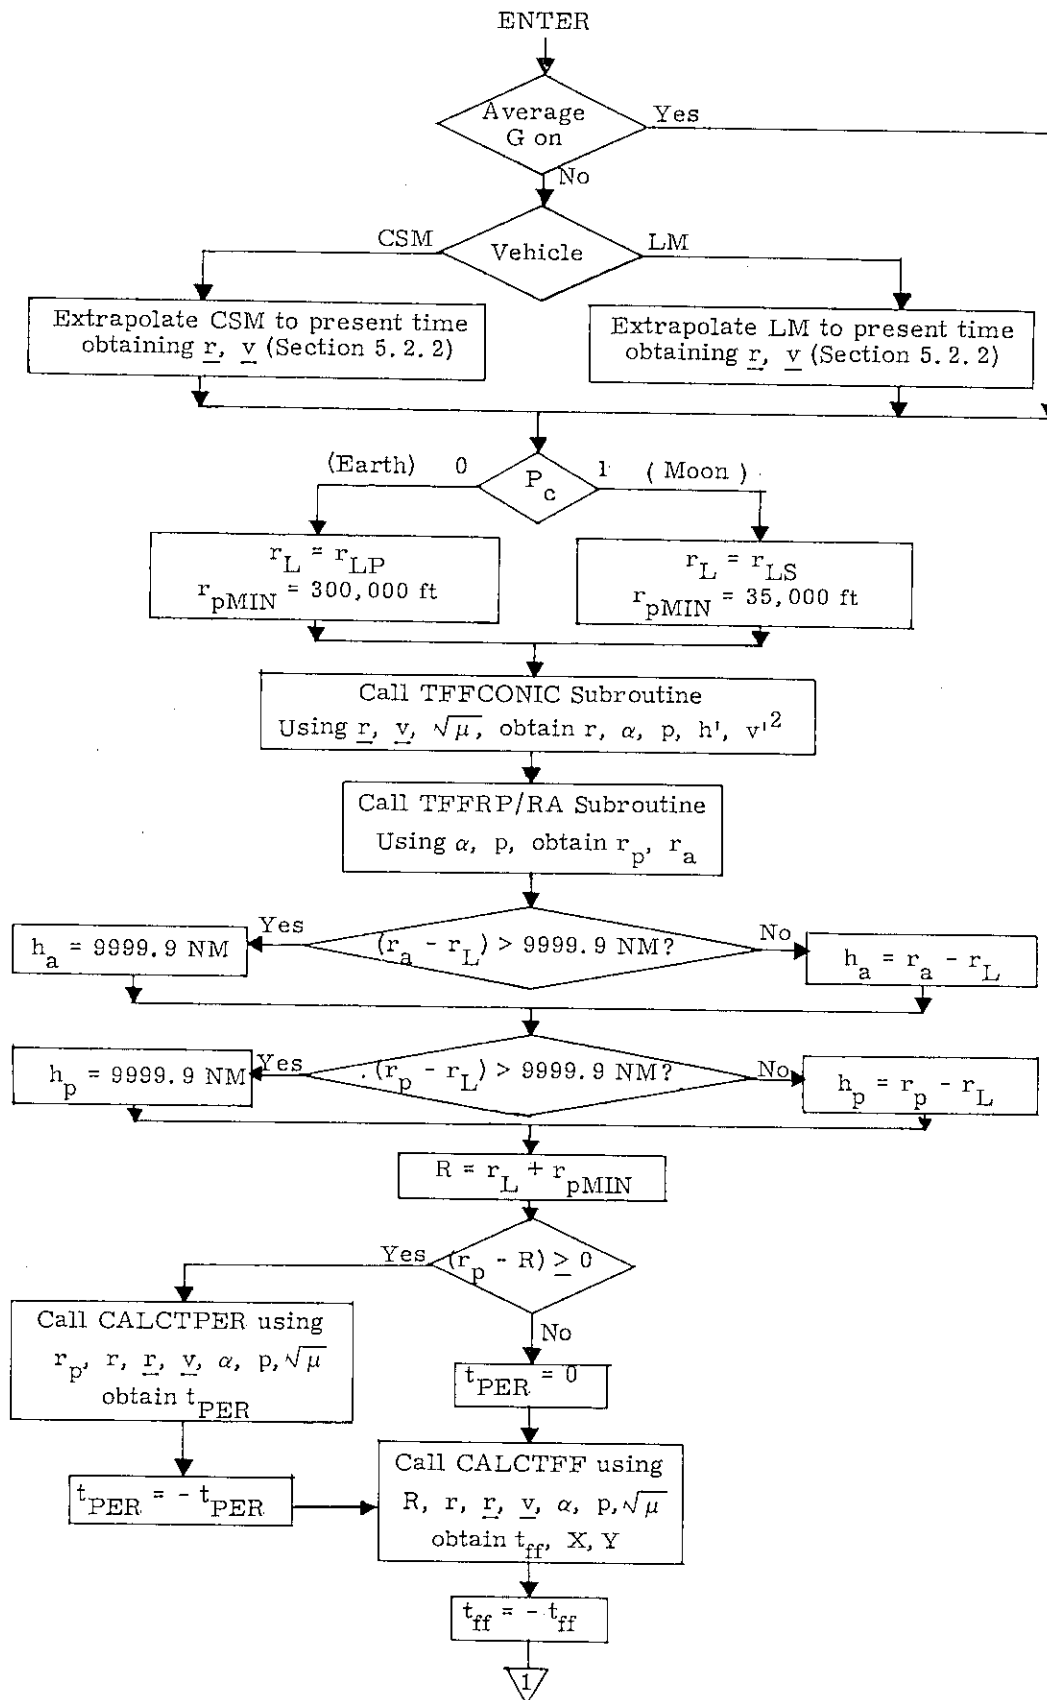 ENTER
Average
G on
Yes
No
CSM
Vehicle
LM
Extrapolate CSM to present time
obtaining r, v (Section 5.2.2)
Extrapolate LM to present time
obtaining r, v (Section 5.2.2)
(Earth) 0
P_c
1 ( Moon )
r_L = r_LP
r_pMIN = 300,000 ft
r_L = r_LS
r_pMIN = 35,000 ft
Call TFFCONIC Subroutine
Using r, v, √μ, obtain r, α, p, h', v'²
Call TFFRP/RA Subroutine
Using α, p, obtain r_p, r_a
h_a = 9999.9 NM
Yes
(r_a - r_L) > 9999.9 NM?
No
h_a = r_a - r_L
h_p = 9999.9 NM
Yes
(r_p - r_L) > 9999.9 NM?
No
h_p = r_p - r_L
R = r_L + r_pMIN
Yes
(r_p - R) ≥ 0
No
Call CALCTPER using
r_p, r, r, v, α, p, √μ
obtain t_PER
t_PER = 0
t_PER = - t_PER
Call CALCTFF using
R, r, r, v, α, p, √μ
obtain t_ff, X, Y
t_ff = - t_ff
1